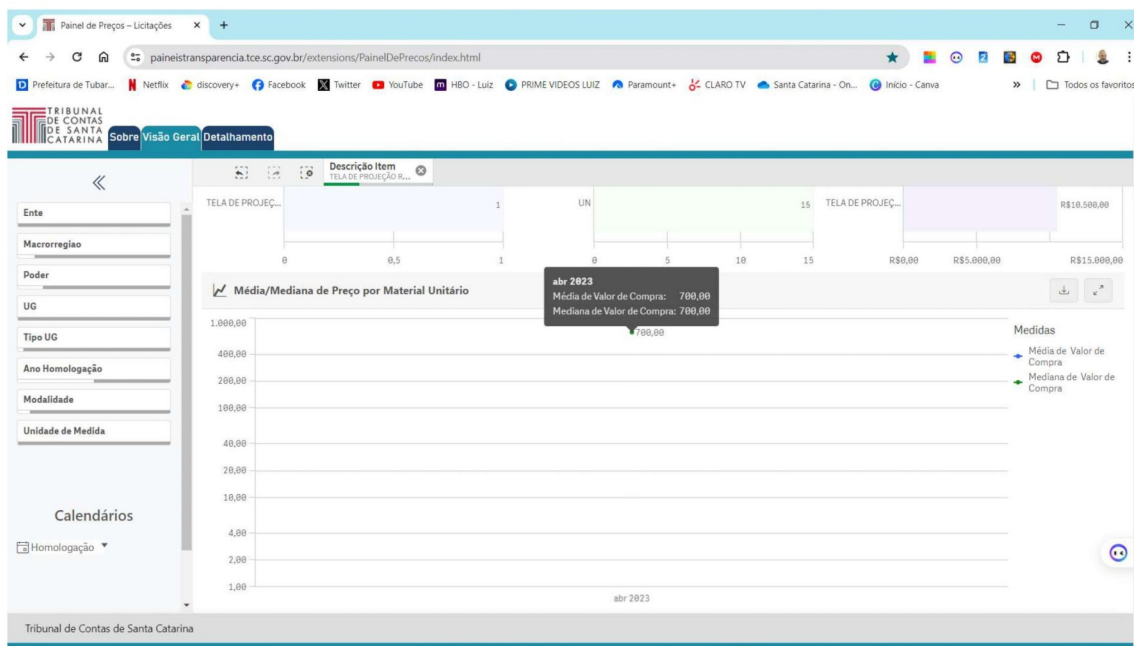 Painel de Preços – Licitações
paineistransparencia.tce.sc.gov.br/extensions/PainelDePrecos/index.html
Prefeitura de Tubar... Netflix discovery+ Facebook Twitter YouTube HBO - Luiz PRIME VIDEOS LUIZ Paramount+ CLARO TV Santa Catarina - On... Início - Canva » Todos os favoritos
TRIBUNAL
DE CONTAS
DE SANTA
CATARINA
Sobre Visão Geral Detalhamento
Descrição Item
TELA DE PROJEÇÃO R...
Ente
Macrorregiao
Poder
UG
Tipo UG
Ano Homologação
Modalidade
Unidade de Medida
Calendários
Homologação
TELA DE PROJEÇ... 1 UN 15 TELA DE PROJEÇ... R$10.500,00
0 0,5 1 0 5 10 15 R$0,00 R$5.000,00 R$15.000,00
Média/Mediana de Preço por Material Unitário
abr 2023
Média de Valor de Compra: 700,00
Mediana de Valor de Compra: 700,00
700,00
1.000,00
400,00
200,00
100,00
40,00
20,00
10,00
4,00
2,00
1,00
abr 2023
Medidas
Média de Valor de
Compra
Mediana de Valor de
Compra
Tribunal de Contas de Santa Catarina